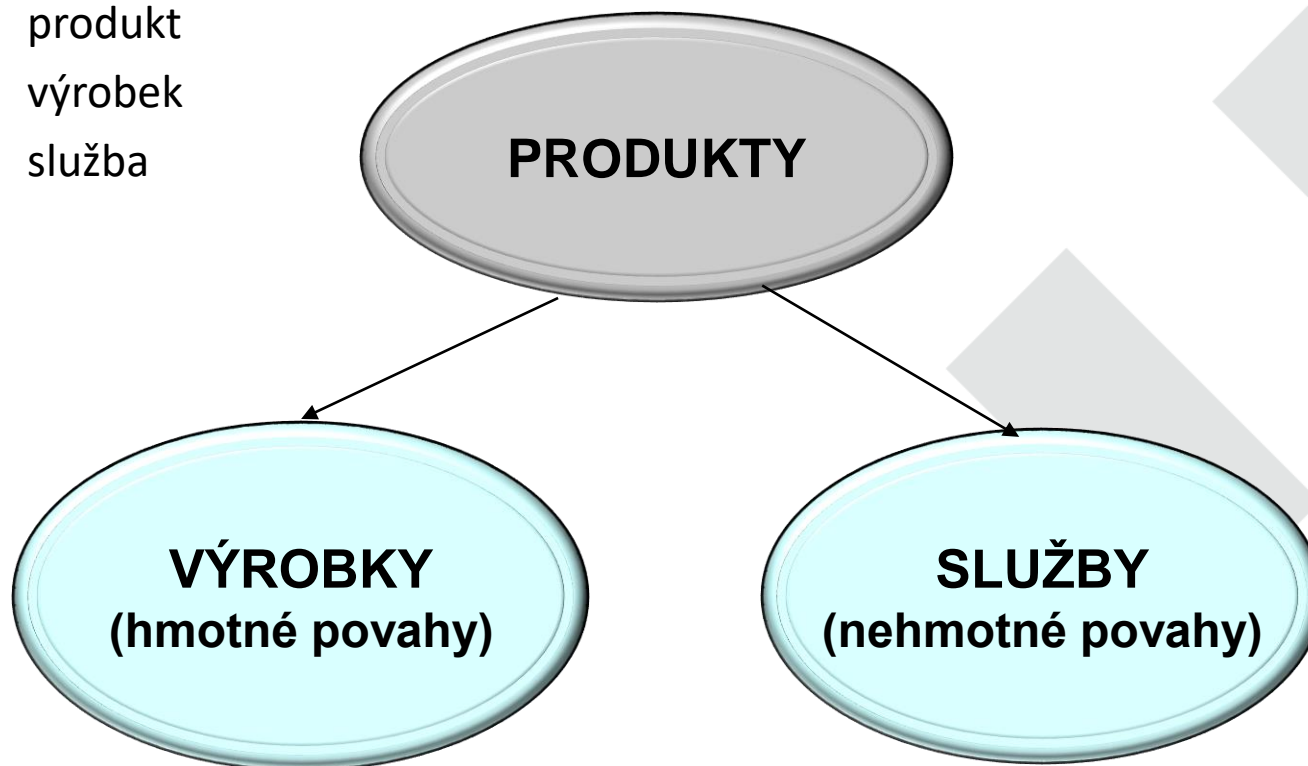 produkt
výrobek
služba
PRODUKTY
VÝROBKY
(hmotné povahy)
SLUŽBY
(nehmotné povahy)